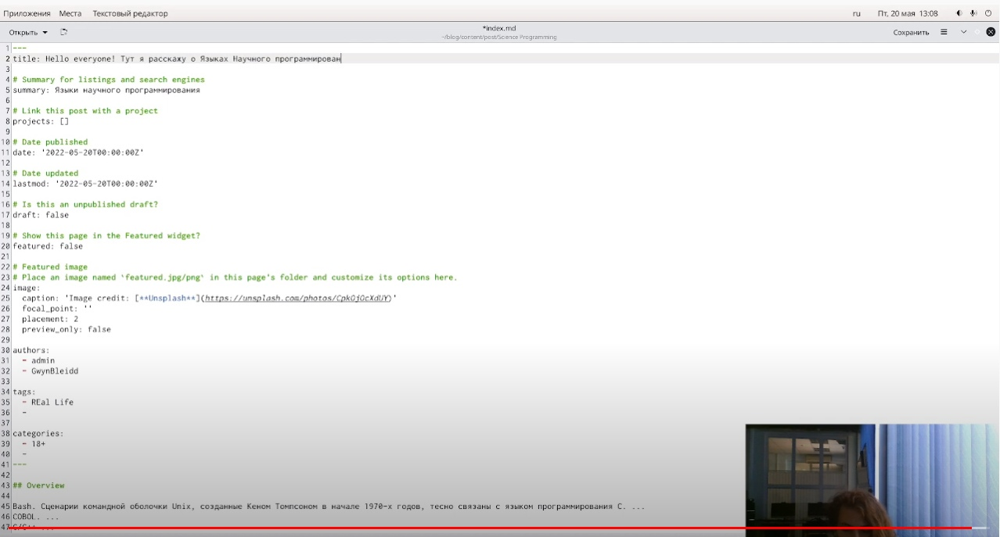 Приложения Места Текстовый редактор ru Пт, 20 мая 13:08
Открыть *index.md Сохранить
~/blog/content/post/Science Programming
1 ---
2 title: Hello everyone! Тут я расскажу о Языках Научного программирован
3
4 # Summary for listings and search engines
5 summary: Языки научного программирования
6
7 # Link this post with a project
8 projects: []
9
10 # Date published
11 date: '2022-05-20T00:00:00Z'
12
13 # Date updated
14 lastmod: '2022-05-20T00:00:00Z'
15
16 # Is this an unpublished draft?
17 draft: false
18
19 # Show this page in the Featured widget?
20 featured: false
21
22 # Featured image
23 # Place an image named `featured.jpg/png` in this page's folder and customize its options here.
24 image:
25 caption: 'Image credit: [**Unsplash**](https://unsplash.com/photos/CpkOjOcXdUY)'
26 focal_point: ''
27 placement: 2
28 preview_only: false
29
30 authors:
31 - admin
32 - GwynBleidd
33
34 tags:
35 - REal Life
36 -
37
38 categories:
39 - 18+
40 -
41 ---
42
43 ## Overview
44
45 Bash. Сценарии командной оболочки Unix, созданные Кеном Томпсоном в начале 1970-х годов, тесно связаны с языком программирования C. ...
46 COBOL. ...
47 C/C++ ...